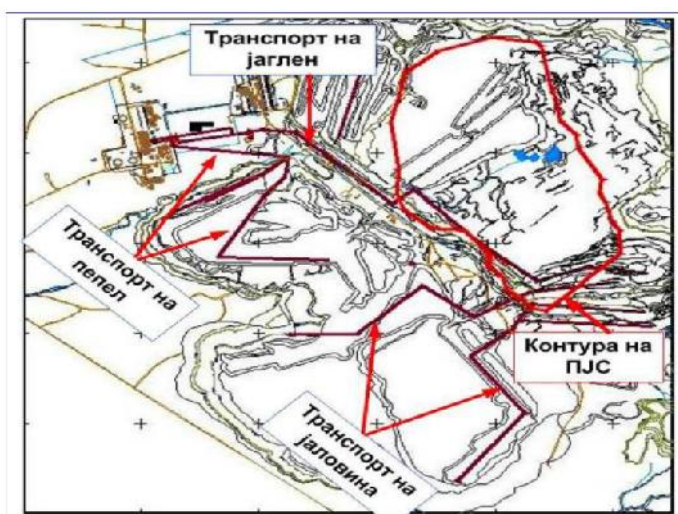 Транспорт на
јаглен
Транспорт на
пепел
Контура на
ПЈС
Транспорт на
јаловина